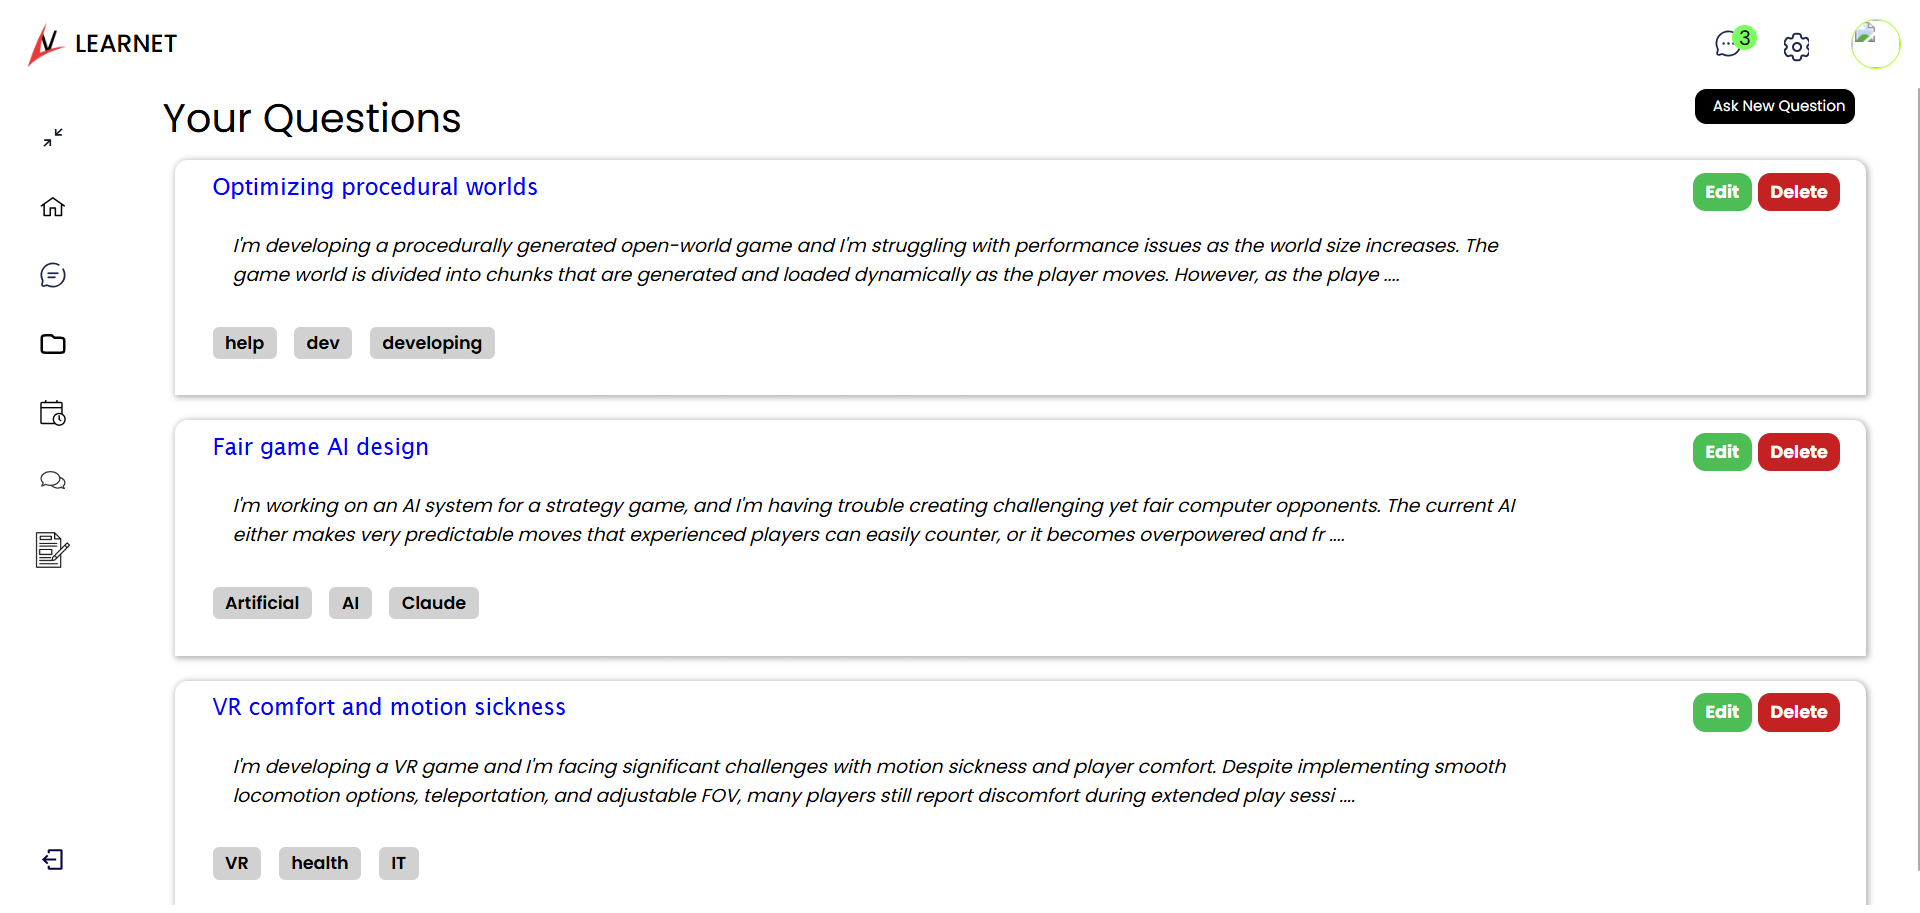 LEARNET
3
Your Questions
Ask New Question
Optimizing procedural worlds
Edit
Delete
I'm developing a procedurally generated open-world game and I'm struggling with performance issues as the world size increases. The
game world is divided into chunks that are generated and loaded dynamically as the player moves. However, as the playe ....
help
dev
developing
Fair game AI design
Edit
Delete
I'm working on an AI system for a strategy game, and I'm having trouble creating challenging yet fair computer opponents. The current AI
either makes very predictable moves that experienced players can easily counter, or it becomes overpowered and fr ....
Artificial
AI
Claude
VR comfort and motion sickness
Edit
Delete
I'm developing a VR game and I'm facing significant challenges with motion sickness and player comfort. Despite implementing smooth
locomotion options, teleportation, and adjustable FOV, many players still report discomfort during extended play sessi ....
VR
health
IT